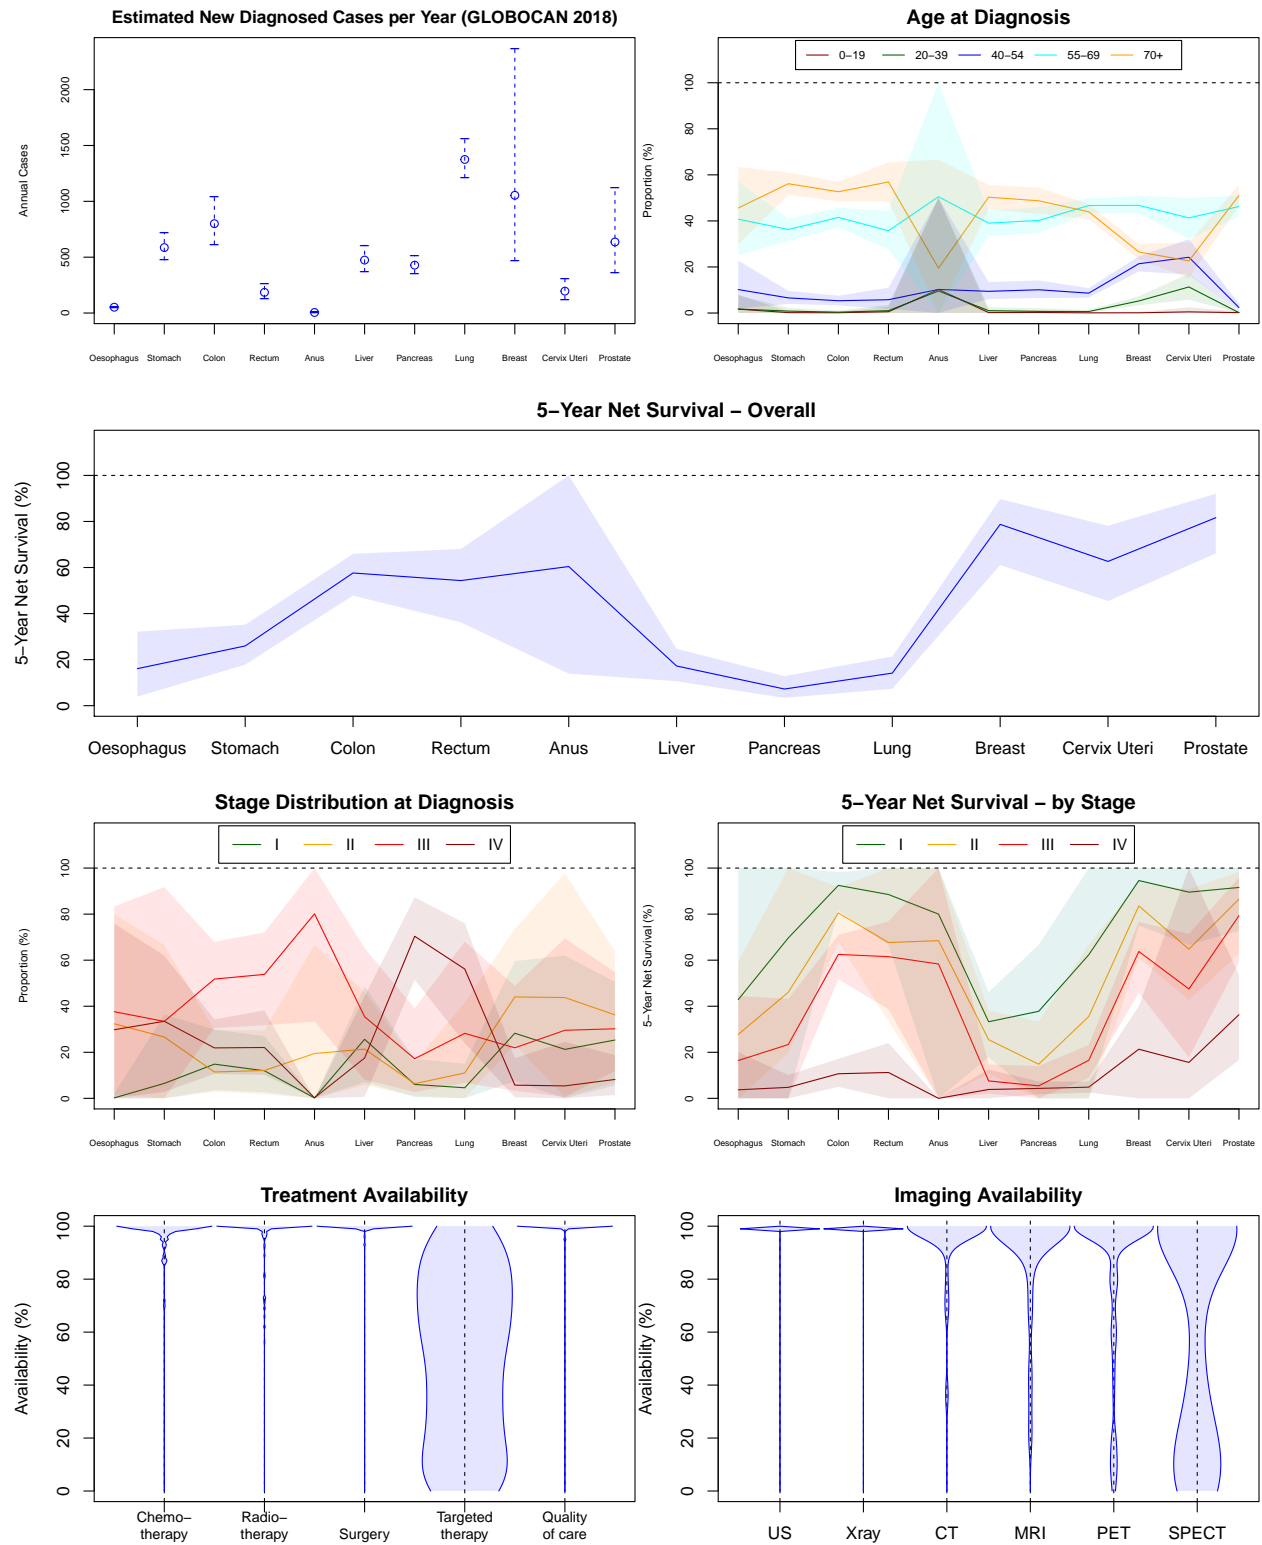 Estimated New Diagnosed Cases per Year (GLOBOCAN 2018)
Annual Cases
0
500
1000
1500
2000
Oesophagus Stomach Colon Rectum Anus Liver Pancreas Lung Breast Cervix Uteri Prostate
Age at Diagnosis
0–19 20–39 40–54 55–69 70+
Proportion (%)
0
20
40
60
80
100
Oesophagus Stomach Colon Rectum Anus Liver Pancreas Lung Breast Cervix Uteri Prostate
5–Year Net Survival – Overall
5–Year Net Survival (%)
0
20
40
60
80
100
Oesophagus Stomach Colon Rectum Anus Liver Pancreas Lung Breast Cervix Uteri Prostate
Stage Distribution at Diagnosis
I II III IV
Proportion (%)
0
20
40
60
80
100
Oesophagus Stomach Colon Rectum Anus Liver Pancreas Lung Breast Cervix Uteri Prostate
5–Year Net Survival – by Stage
I II III IV
5–Year Net Survival (%)
0
20
40
60
80
100
Oesophagus Stomach Colon Rectum Anus Liver Pancreas Lung Breast Cervix Uteri Prostate
Treatment Availability
Availability (%)
0
20
40
60
80
100
Chemo–
therapy
Radio–
therapy
Surgery
Targeted
therapy
Quality
of care
Imaging Availability
Availability (%)
0
20
40
60
80
100
US Xray CT MRI PET SPECT